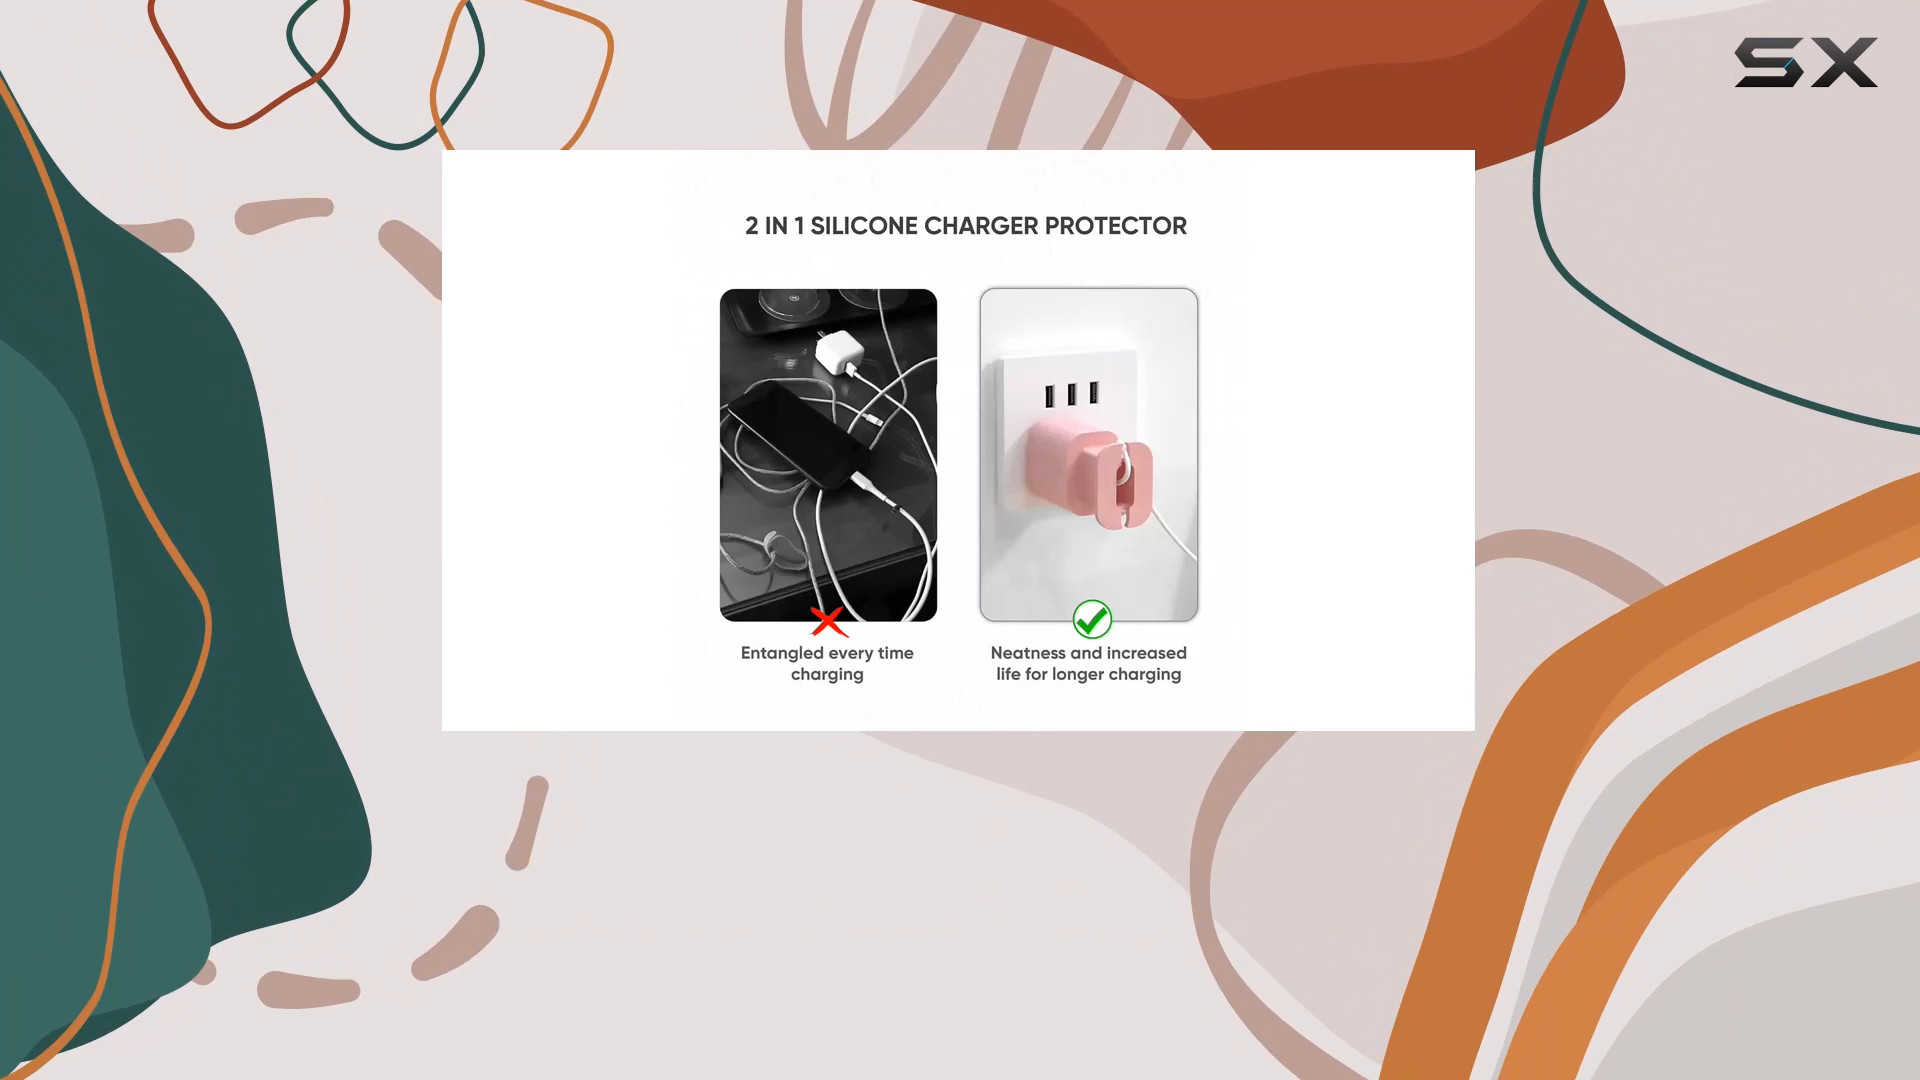 SX
2 IN 1 SILICONE CHARGER PROTECTOR
Entangled every time
charging
Neatness and increased
life for longer charging